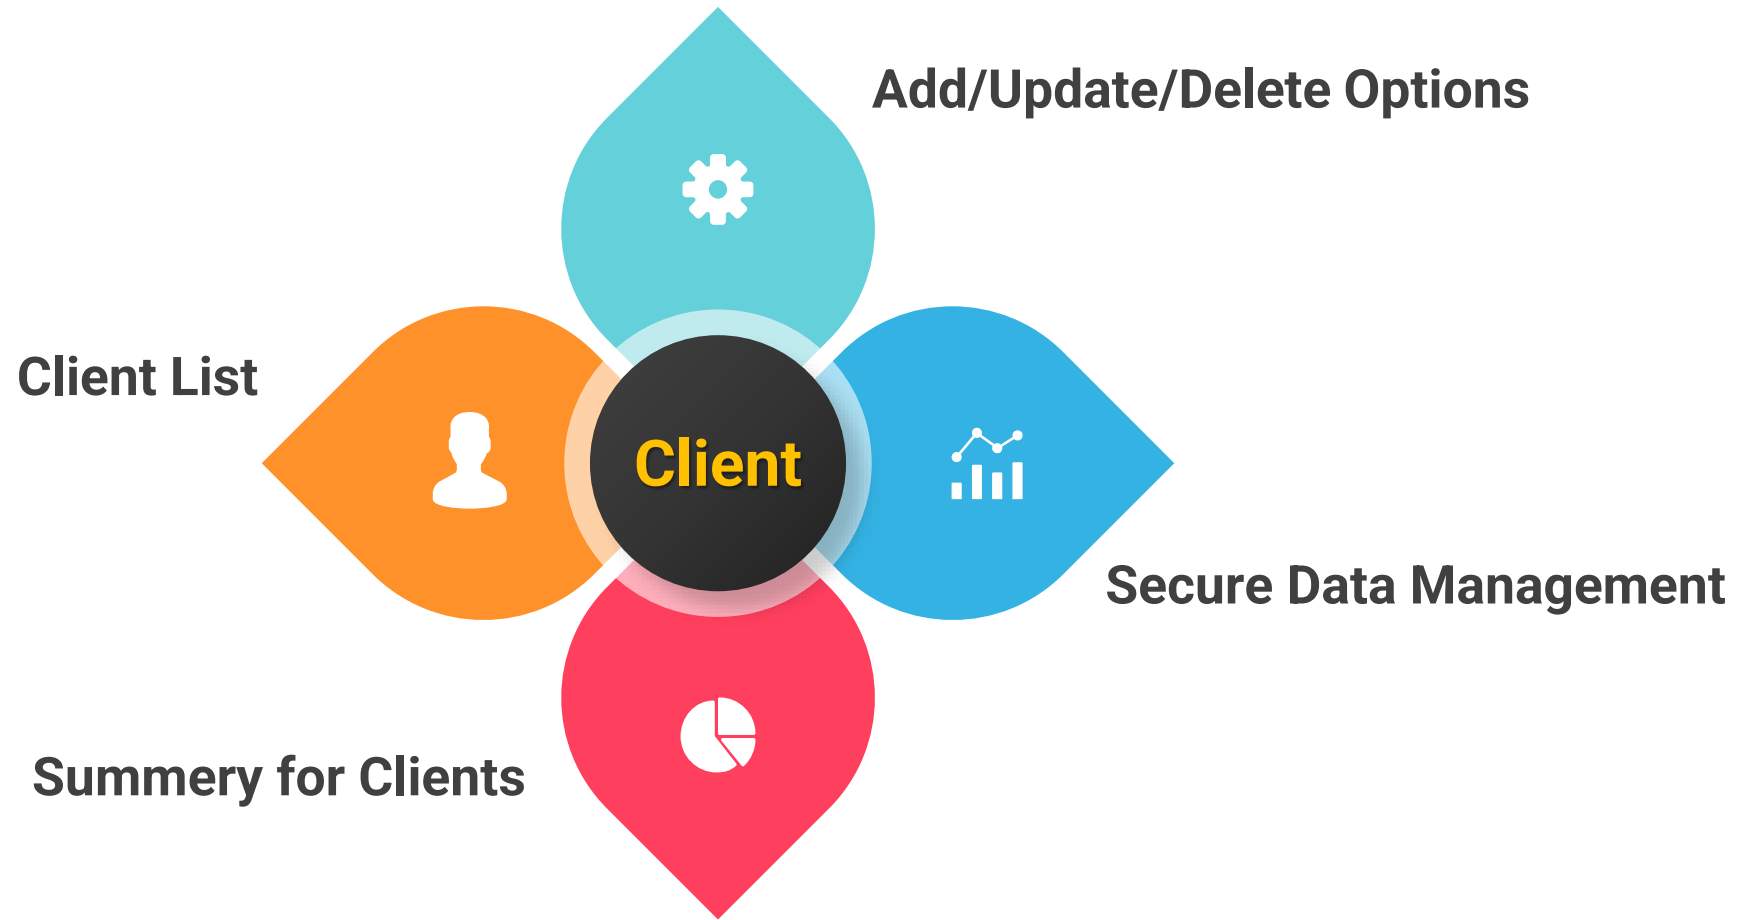 Add/Update/Delete Options
Client List
Client
Secure Data Management
Summery for Clients